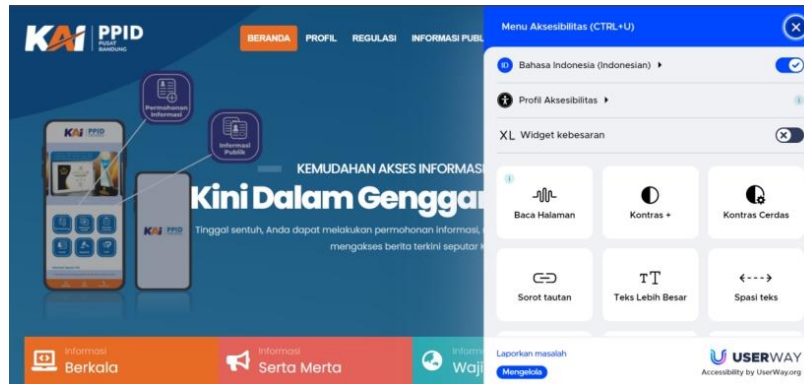 KAI PPID
PUSAT
BANDUNG
BERANDA PROFIL REGULASI INFORMASI PUBL
Permohonan
Informasi
Informasi
Publik
KAI PPID
KAI PPID
KEMUDAHAN AKSES INFORMASI
Kini Dalam Genggar
Tinggal sentuh, Anda dapat melakukan permohonan informasi,
mengakses berita terkini seputar K
Informasi
Berkala
Informasi
Serta Merta
Inform
Waji
Menu Aksesibilitas (CTRL+U)
ID Bahasa Indonesia (Indonesian)
Profil Aksesibilitas
XL Widget kebesaran
Baca Halaman
Kontras +
Kontras Cerdas
Sorot tautan
Teks Lebih Besar
Spasi teks
Laporkan masalah
Mengelola
USERWAY
Accessibility by UserWay.org